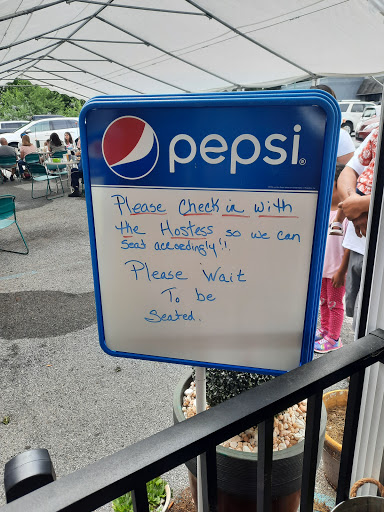 pepsi
Please Check in with
the Hostess so we can
seat accordingly!!
Please Wait
To be
Seated.